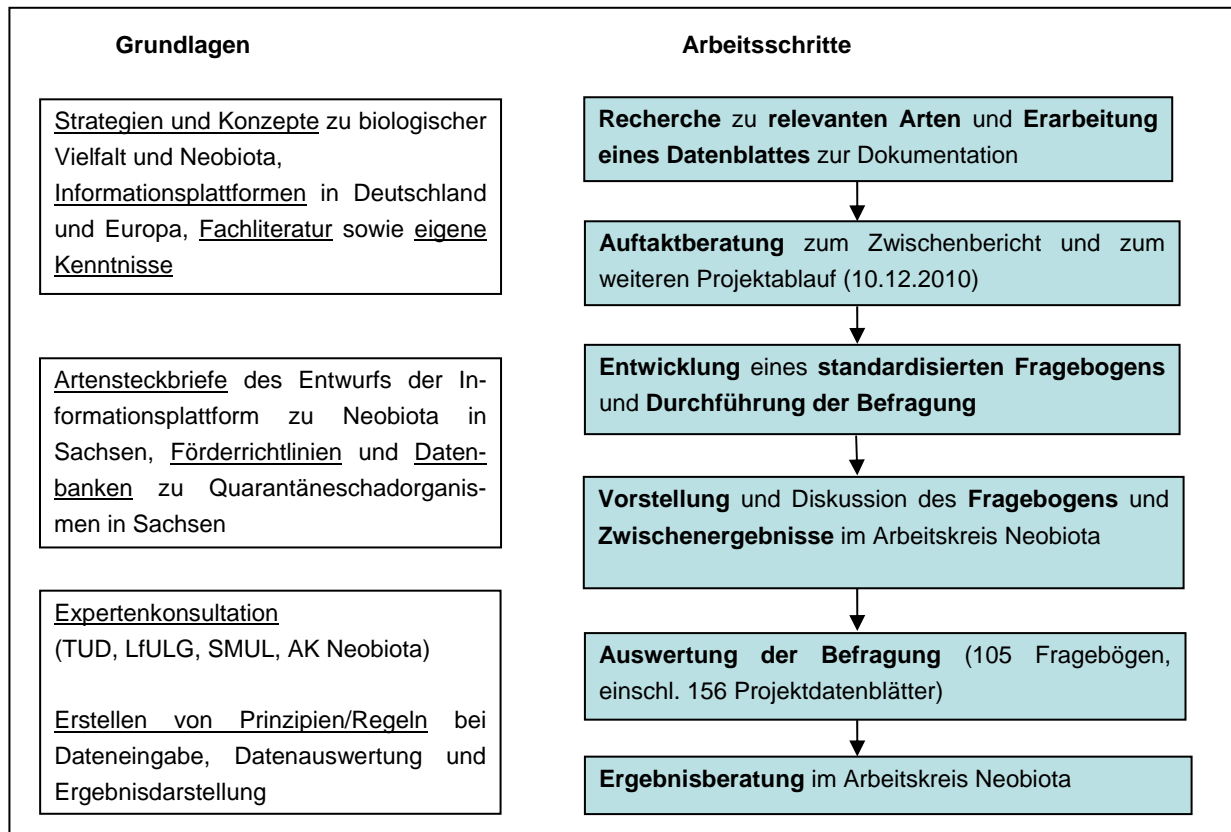 Grundlagen
Strategien und Konzepte zu biologischer
Vielfalt und Neobiota,
Informationsplattformen in Deutschland
und Europa, Fachliteratur sowie eigene
Kenntnisse
Artensteckbriefe des Entwurfs der In-
formationsplattform zu Neobiota in
Sachsen, Förderrichtlinien und Daten-
banken zu Quarantäneschadorganis-
men in Sachsen
Expertenkonsultation
(TUD, LfULG, SMUL, AK Neobiota)
Erstellen von Prinzipien/Regeln bei
Dateneingabe, Datenauswertung und
Ergebnisdarstellung
Arbeitsschritte
Recherche zu relevanten Arten und Erarbeitung
eines Datenblattes zur Dokumentation
Auftaktberatung zum Zwischenbericht und zum
weiteren Projektablauf (10.12.2010)
Entwicklung eines standardisierten Fragebogens
und Durchführung der Befragung
Vorstellung und Diskussion des Fragebogens und
Zwischenergebnisse im Arbeitskreis Neobiota
Auswertung der Befragung (105 Fragebögen,
einschl. 156 Projektdatenblätter)
Ergebnisberatung im Arbeitskreis Neobiota